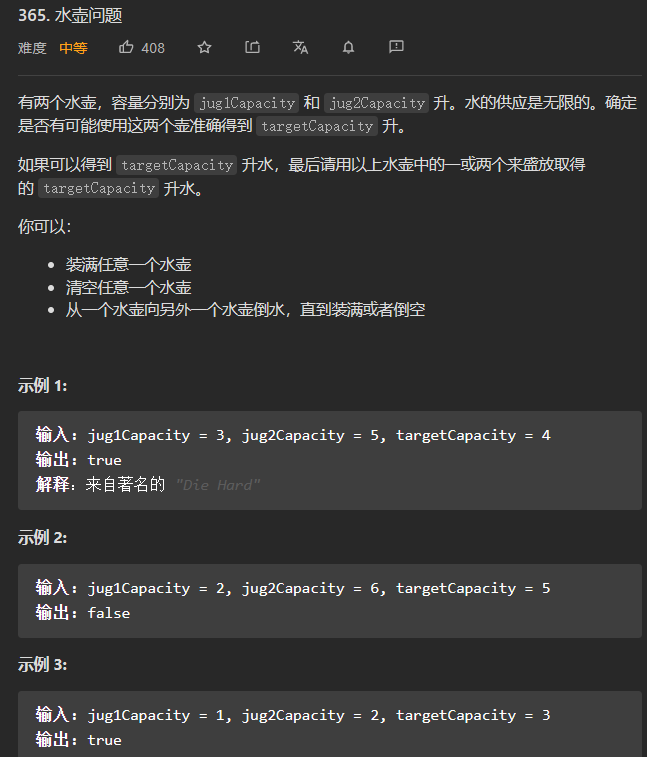 365. 水壶问题
难度 中等 408
有两个水壶，容量分别为 jug1Capacity 和 jug2Capacity 升。水的供应是无限的。确定
是否有可能使用这两个壶准确得到 targetCapacity 升。
如果可以得到 targetCapacity 升水，最后请用以上水壶中的一或两个来盛放取得
的 targetCapacity 升水。
你可以：
装满任意一个水壶
清空任意一个水壶
从一个水壶向另外一个水壶倒水，直到装满或者倒空
示例 1:
输入：jug1Capacity = 3, jug2Capacity = 5, targetCapacity = 4
输出：true
解释：来自著名的 "Die Hard"
示例 2:
输入：jug1Capacity = 2, jug2Capacity = 6, targetCapacity = 5
输出：false
示例 3:
输入：jug1Capacity = 1, jug2Capacity = 2, targetCapacity = 3
输出：true